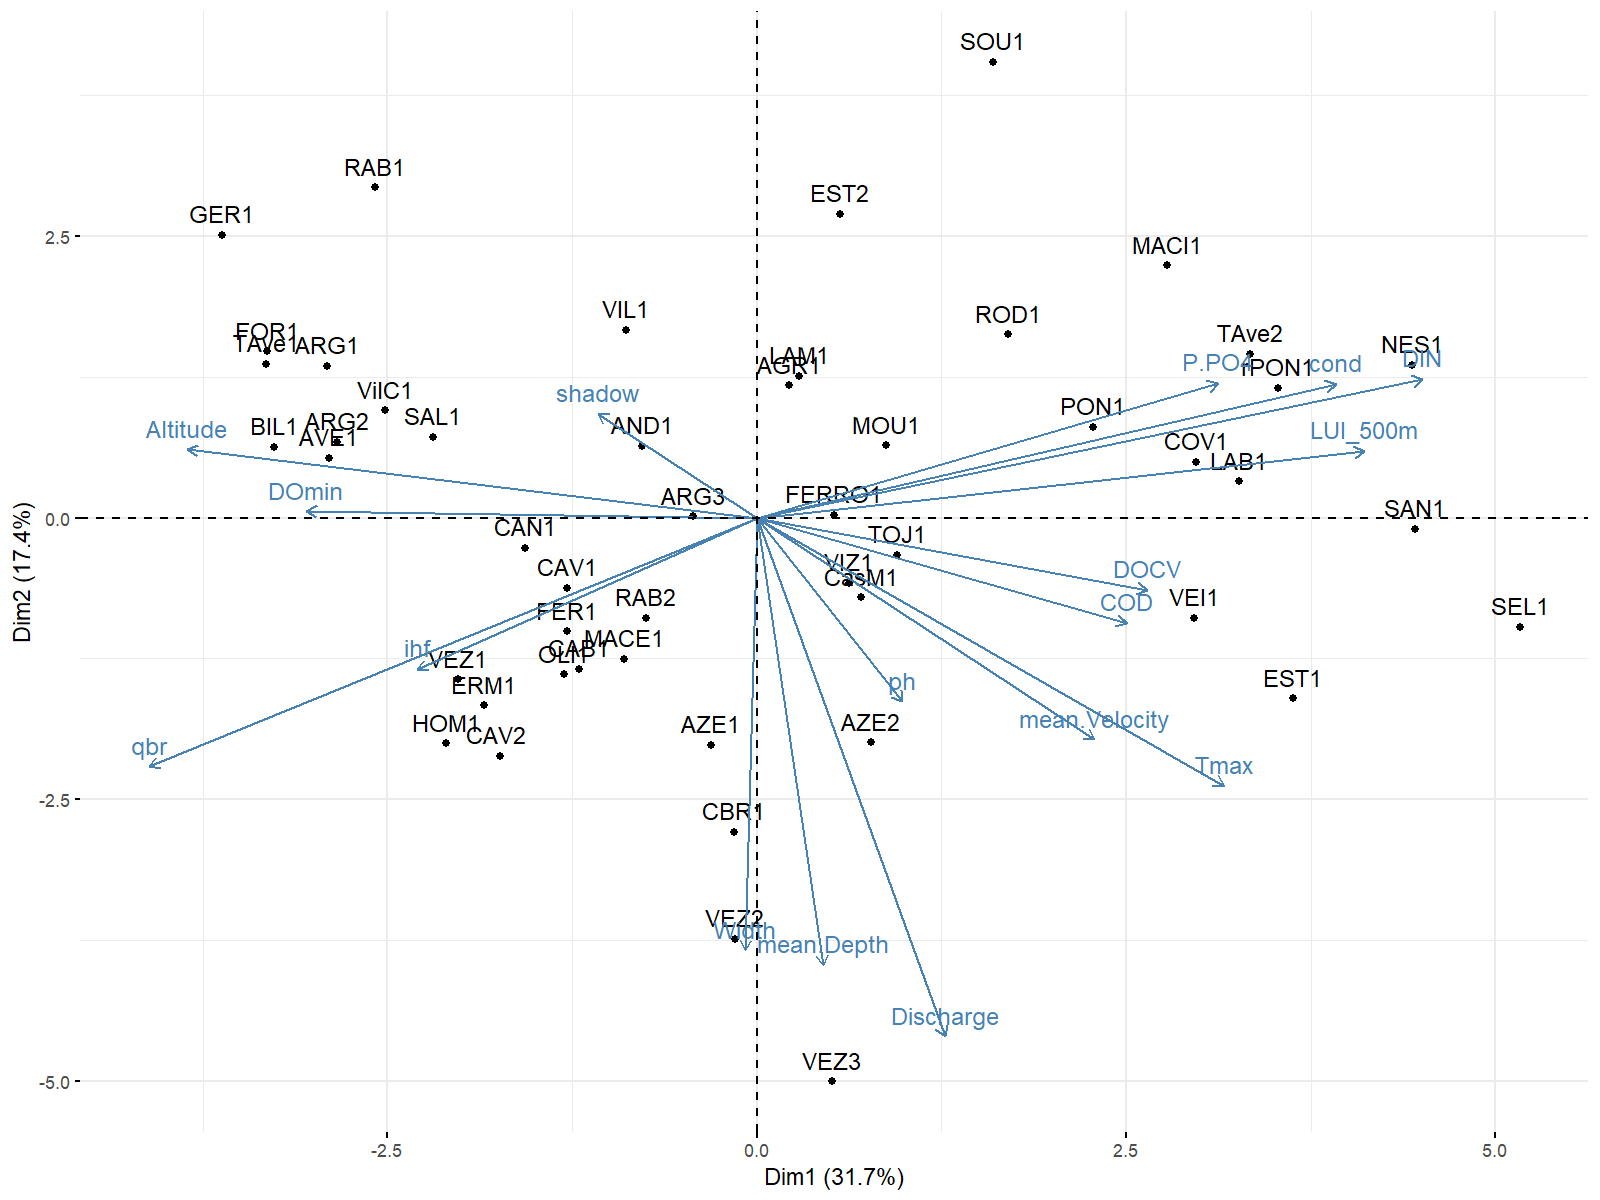 SOU1
RAB1
EST2
GER1
MACI1
VIL1
ROD1
FOR1
TAve1
ARG1
TAve2
NES1
LAM1
AGR1
P.PO4
TPON1
cond
DIN
ViIC1
shadow
SAL1
PON1
ARG2
BIL1
AVE1
Altitude
AND1
MOU1
LUI_500m
COV1
LAB1
DOmin
ARG3
FERRO1
SAN1
CAN1
TOJ1
CAV1
VIZ1
CasM1
DOCV
COD
VEI1
RAB2
SEL1
FER1
MACE1
CAB1
OLI1
ihf
VEZ1
ERM1
ph
EST1
HOM1
CAV2
AZE1
AZE2
mean.Velocity
qbr
Tmax
CBR1
VEZ2
Width
mean.Depth
Discharge
VEZ3
2.5
0.0
-2.5
-5.0
-2.5
0.0
2.5
5.0
Dim1 (31.7%)
Dim2 (17.4%)